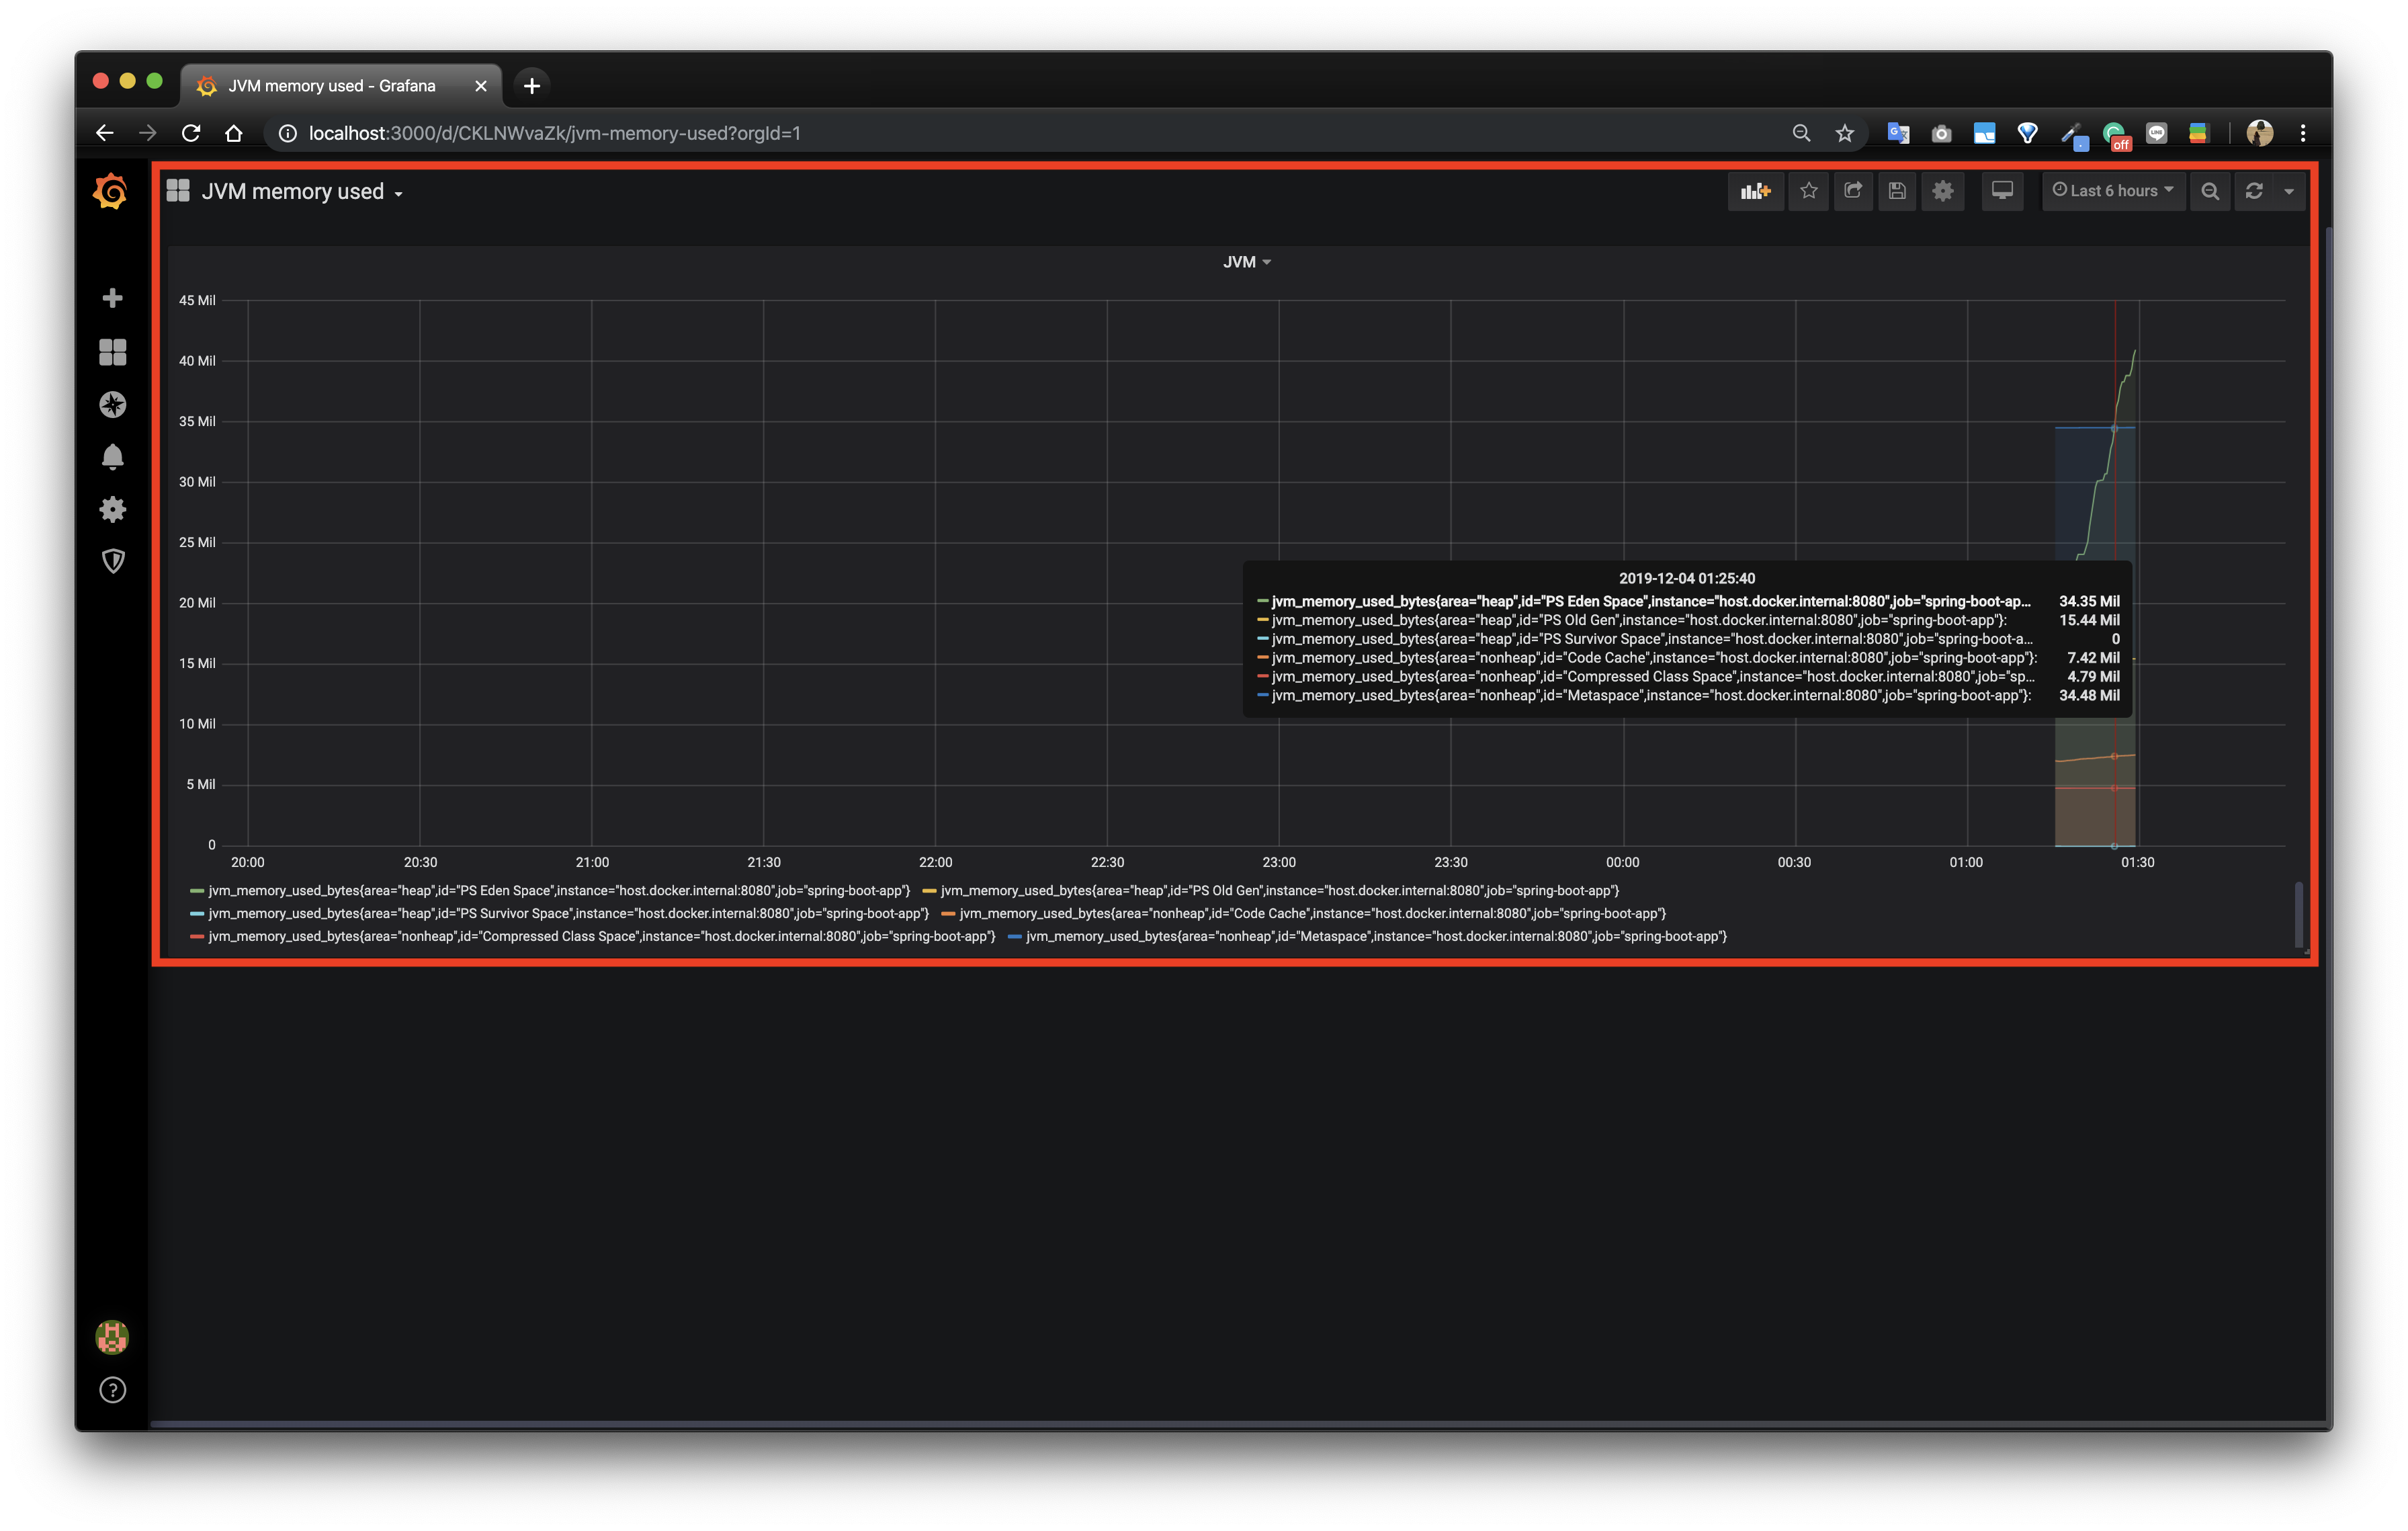 JVM memory used - Grafana
localhost:3000/d/CKLNWvaZk/jvm-memory-used?orgId=1
off
JVM memory used
Last 6 hours
JVM
45 Mil
40 Mil
35 Mil
30 Mil
25 Mil
20 Mil
15 Mil
10 Mil
5 Mil
0
2019-12-04 01:25:40
jvm_memory_used_bytes{area="heap",id="PS Eden Space",instance="host.docker.internal:8080",job="spring-boot-ap... 34.35 Mil
jvm_memory_used_bytes{area="heap",id="PS Old Gen",instance="host.docker.internal:8080",job="spring-boot-app"}: 15.44 Mil
jvm_memory_used_bytes{area="heap",id="PS Survivor Space",instance="host.docker.internal:8080",job="spring-boot-a... 0
jvm_memory_used_bytes{area="nonheap",id="Code Cache",instance="host.docker.internal:8080",job="spring-boot-app"}: 7.42 Mil
jvm_memory_used_bytes{area="nonheap",id="Compressed Class Space",instance="host.docker.internal:8080",job="sp... 4.79 Mil
jvm_memory_used_bytes{area="nonheap",id="Metaspace",instance="host.docker.internal:8080",job="spring-boot-app"}: 34.48 Mil
20:00 20:30 21:00 21:30 22:00 22:30 23:00 23:30 00:00 00:30 01:00 01:30
jvm_memory_used_bytes{area="heap",id="PS Eden Space",instance="host.docker.internal:8080",job="spring-boot-app"} jvm_memory_used_bytes{area="heap",id="PS Old Gen",instance="host.docker.internal:8080",job="spring-boot-app"}
jvm_memory_used_bytes{area="heap",id="PS Survivor Space",instance="host.docker.internal:8080",job="spring-boot-app"} jvm_memory_used_bytes{area="nonheap",id="Code Cache",instance="host.docker.internal:8080",job="spring-boot-app"}
jvm_memory_used_bytes{area="nonheap",id="Compressed Class Space",instance="host.docker.internal:8080",job="spring-boot-app"} jvm_memory_used_bytes{area="nonheap",id="Metaspace",instance="host.docker.internal:8080",job="spring-boot-app"}